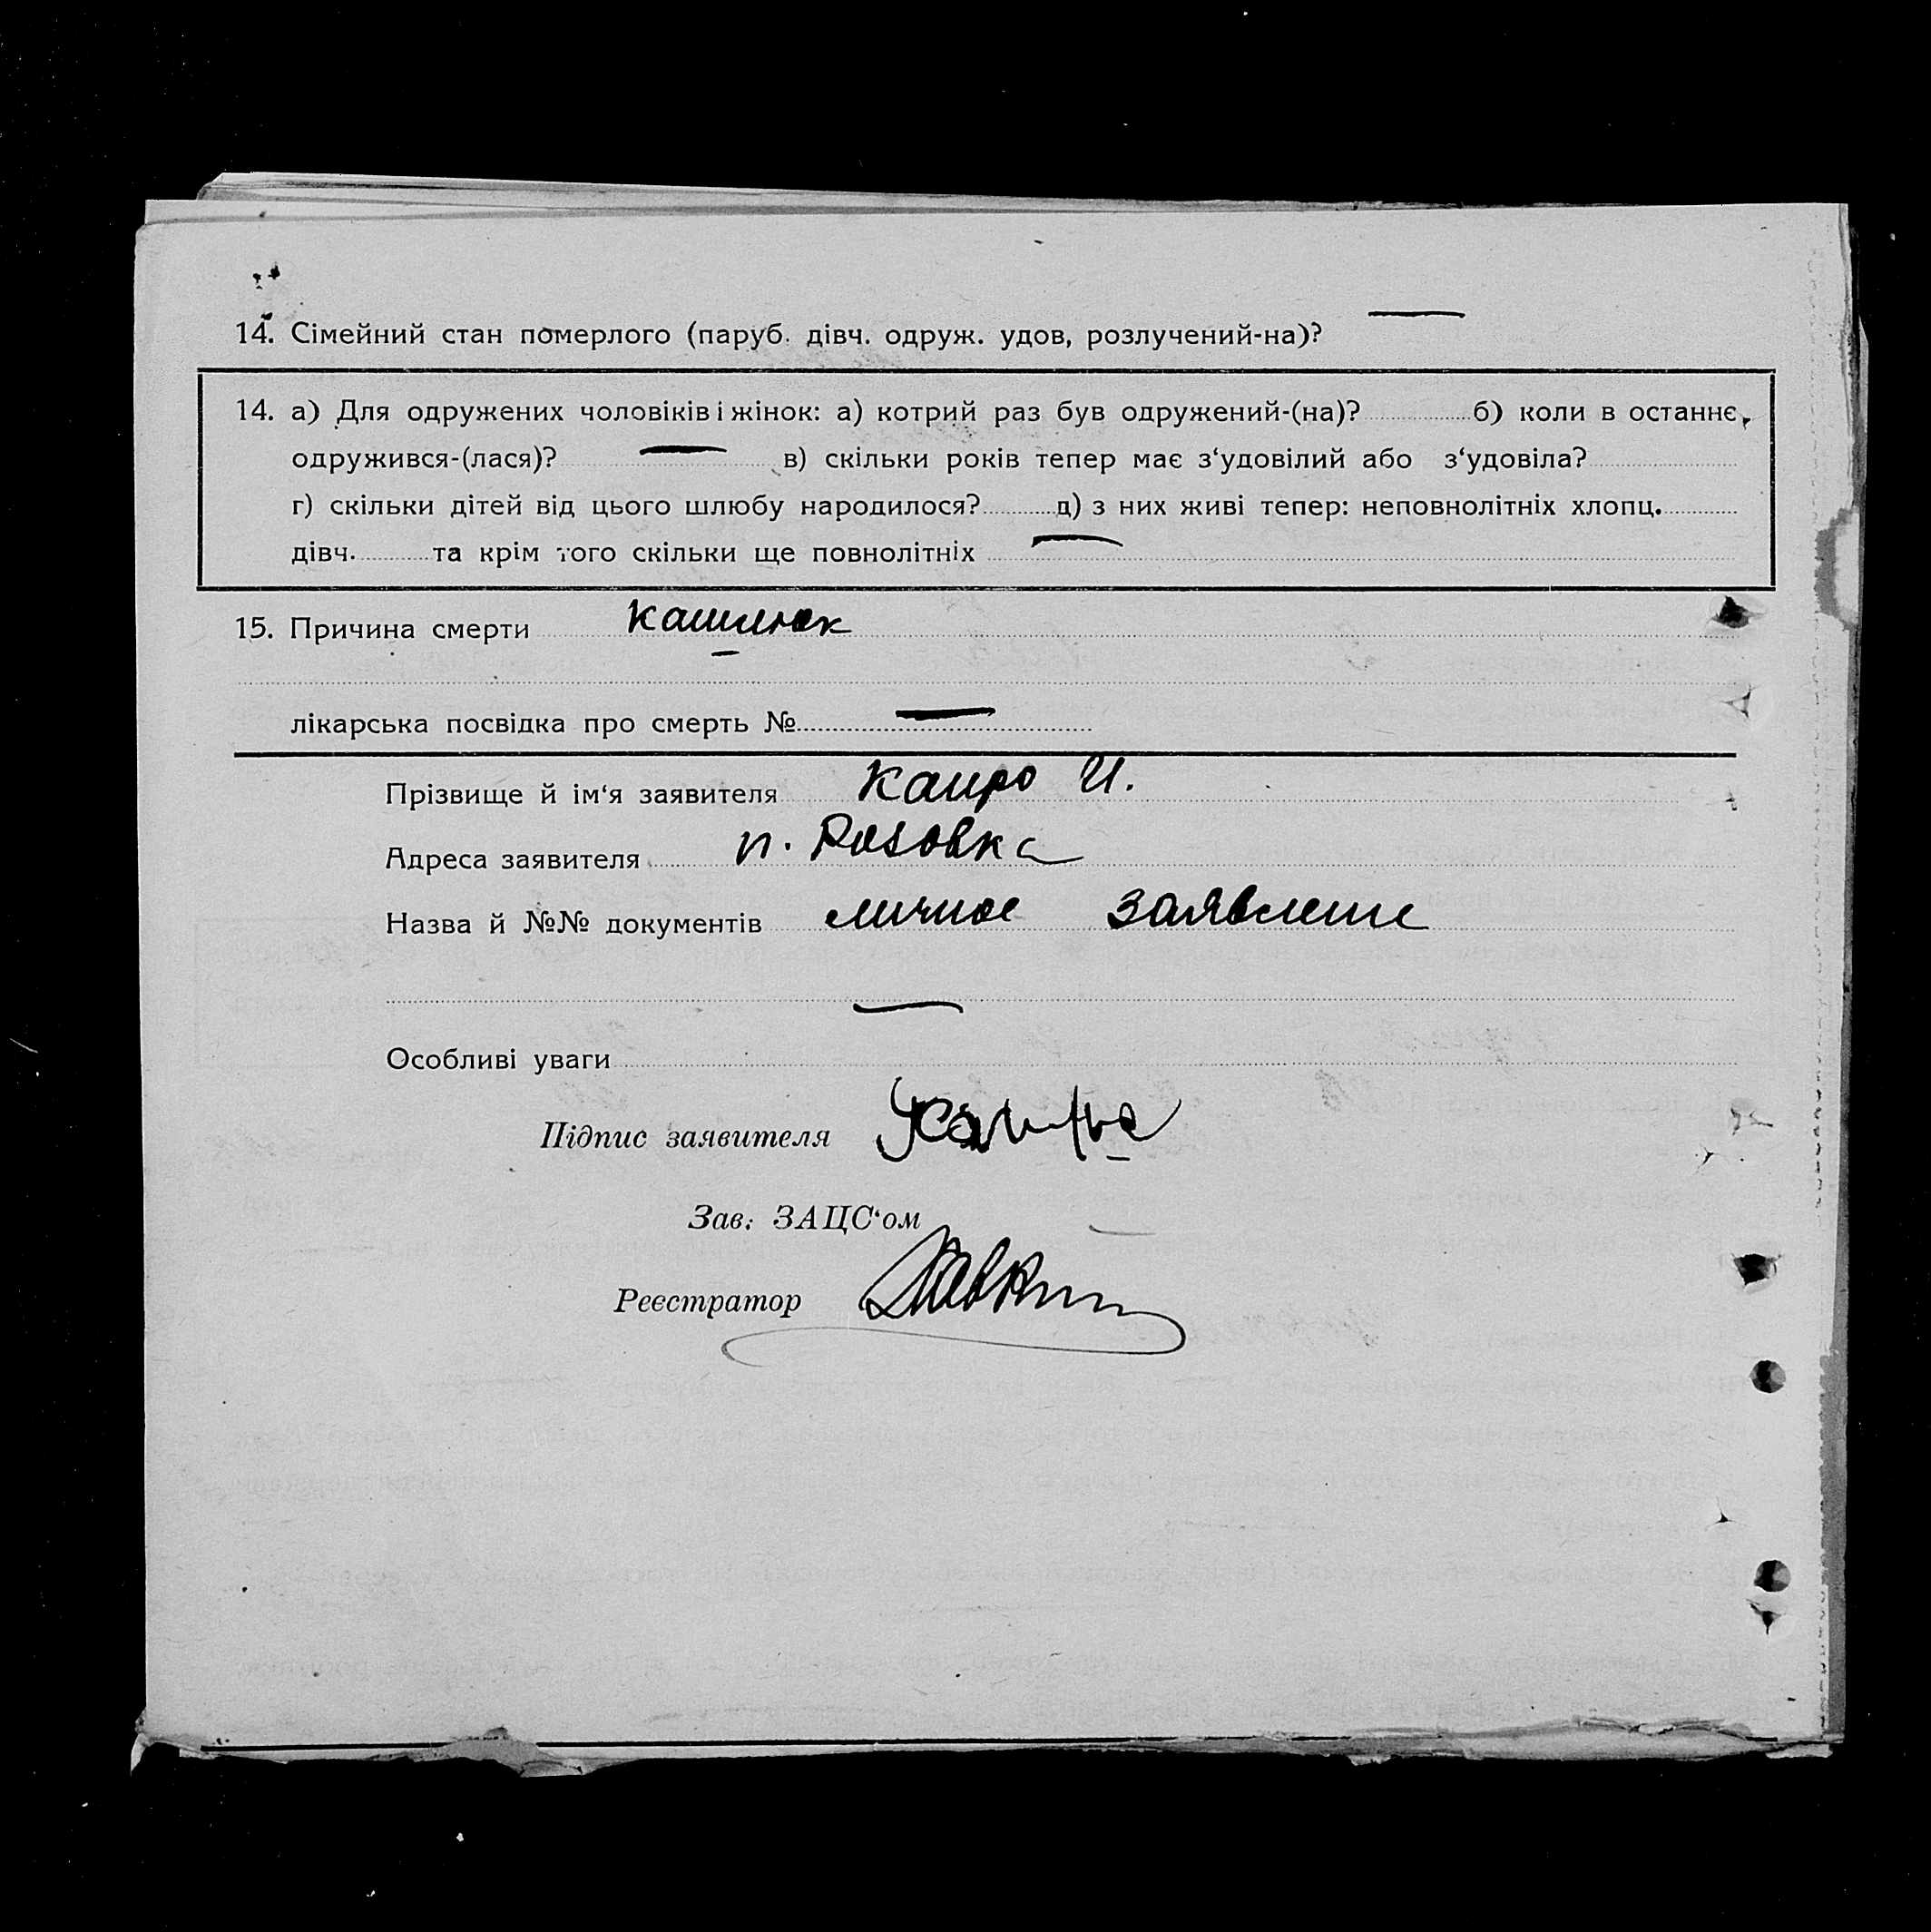 14. Сімейний стан померлого (паруб. дівч. одруж. удов, розлучений-на)? —
14. а) Для одружених чоловіків і жінок: а) котрий раз був одружений-(на)? б) коли в останнє,
одружився-(лася)? — в) скільки років тепер має з‘удовілий або з‘удовіла?
г) скільки дітей від цього шлюбу народилося? д) з них живі тепер: неповнолітніх хлопц.
дівч. та крім того скільки ще повнолітніх —
15. Причина смерти кашлюк
лікарська посвідка про смерть № —
Прізвище й ім‘я заявителя Каиро И.
Адреса заявителя п. Розовка
Назва й №№ документів личное заявление
—
Особливі уваги
Підпис заявителя
Зав. ЗАЦС‘ом —
Реєстратор